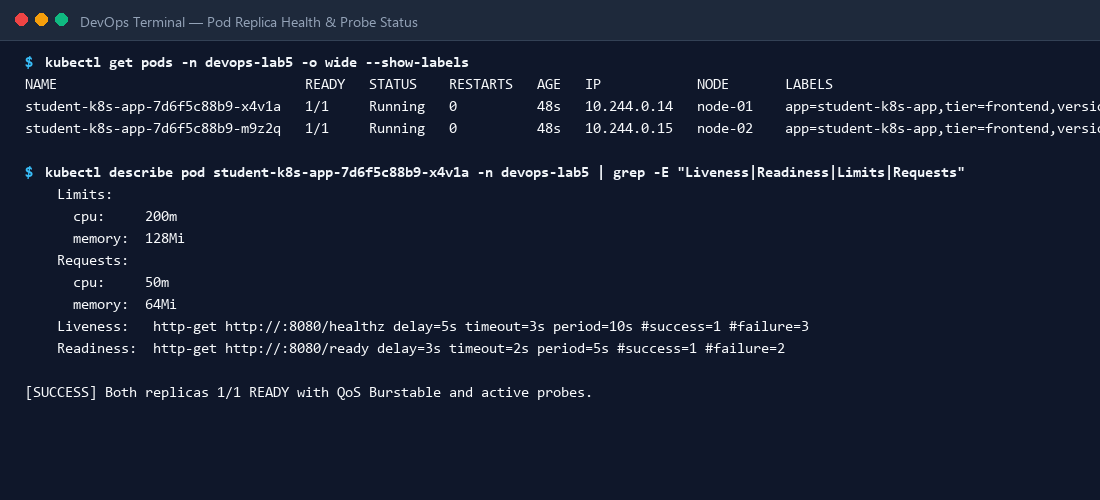 DevOps Terminal — Pod Replica Health & Probe Status
$ kubectl get pods -n devops-lab5 -o wide --show-labels
NAME READY STATUS RESTARTS AGE IP NODE LABELS
student-k8s-app-7d6f5c88b9-x4v1a 1/1 Running 0 48s 10.244.0.14 node-01 app=student-k8s-app,tier=frontend,versio
student-k8s-app-7d6f5c88b9-m9z2q 1/1 Running 0 48s 10.244.0.15 node-02 app=student-k8s-app,tier=frontend,versio
$ kubectl describe pod student-k8s-app-7d6f5c88b9-x4v1a -n devops-lab5 | grep -E "Liveness|Readiness|Limits|Requests"
Limits:
cpu: 200m
memory: 128Mi
Requests:
cpu: 50m
memory: 64Mi
Liveness: http-get http://:8080/healthz delay=5s timeout=3s period=10s #success=1 #failure=3
Readiness: http-get http://:8080/ready delay=3s timeout=2s period=5s #success=1 #failure=2
[SUCCESS] Both replicas 1/1 READY with QoS Burstable and active probes.